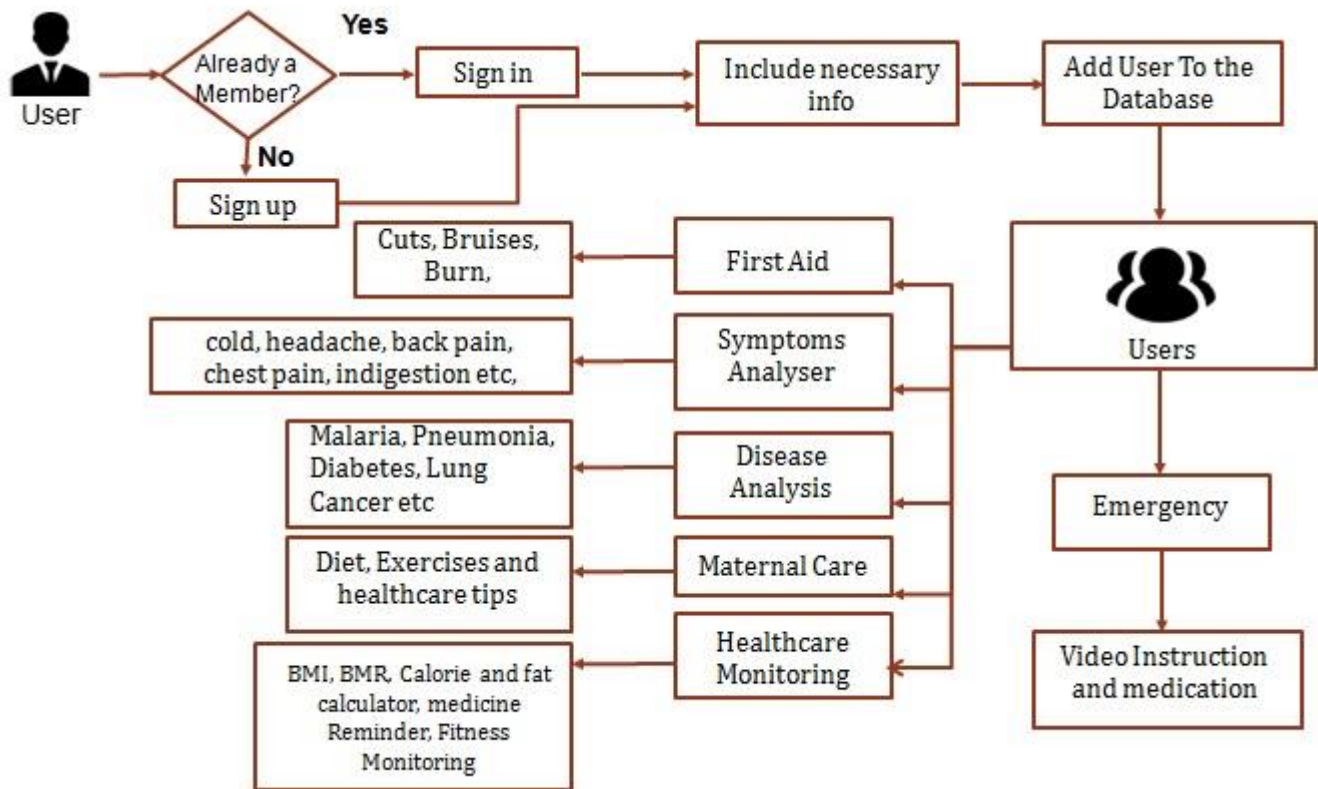 Yes
Already a
Member?
User
Sign in
Include necessary
info
Add User To the
Database
No
Sign up
Cuts, Bruises,
Burn,
First Aid
Users
cold, headache, back pain,
chest pain, indigestion etc,
Symptoms
Analyser
Malaria, Pneumonia,
Diabetes, Lung
Cancer etc
Disease
Analysis
Emergency
Diet, Exercises and
healthcare tips
Maternal Care
BMI, BMR, Calorie and fat
calculator, medicine
Reminder, Fitness
Monitoring
Healthcare
Monitoring
Video Instruction
and medication